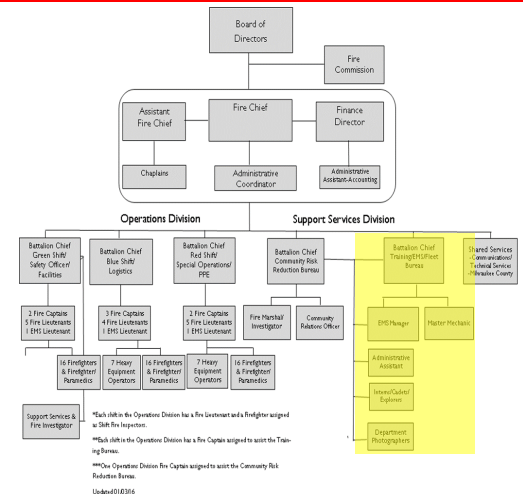 Board of
Directors
Fire
Commission
Assistant
Fire Chief
Fire Chief
Finance
Director
Chaplains
Administrative
Coordinator
Administrative
Assistant-Accounting
Operations Division
Support Services Division
Battalion Chief
Green Shift/
Safety Officer/
Facilities
Battalion Chief
Blue Shift/
Logistics
Battalion Chief
Red Shift/
Special Operations/
PPE
Battalion Chief
Community Risk
Reduction Bureau
Battalion Chief
Training/EMS/Fleet
Bureau
Shared Services
-Communications/
Technical Services
-Milwaukee County
2 Fire Captains
5 Fire Lieutenants
1 EMS Lieutenant
3 Fire Captains
4 Fire Lieutenants
1 EMS Lieutenant
2 Fire Captains
5 Fire Lieutenants
1 EMS Lieutenant
Fire Marshal/
Investigator
Community
Relations Officer
EMS Manager
Master Mechanic
16 Firefighters
& Firefighter/
Paramedics
7 Heavy
Equipment
Operators
16 Firefighters
& Firefighter/
Paramedics
7 Heavy
Equipment
Operators
16 Firefighters
& Firefighter/
Paramedics
Administrative
Assistant
Interns/Cadets/
Explorers
Support Services &
Fire Investigator
Department
Photographers
*Each shift in the Operations Division has a Fire Lieutenant and a Firefighter assigned
as Shift Fire Inspectors.
**Each shift in the Operations Division has a Fire Captain assigned to assist the Train-
ing Bureau.
***One Operations Division Fire Captain assigned to assist the Community Risk
Reduction Bureau.
Updated 01/03/16